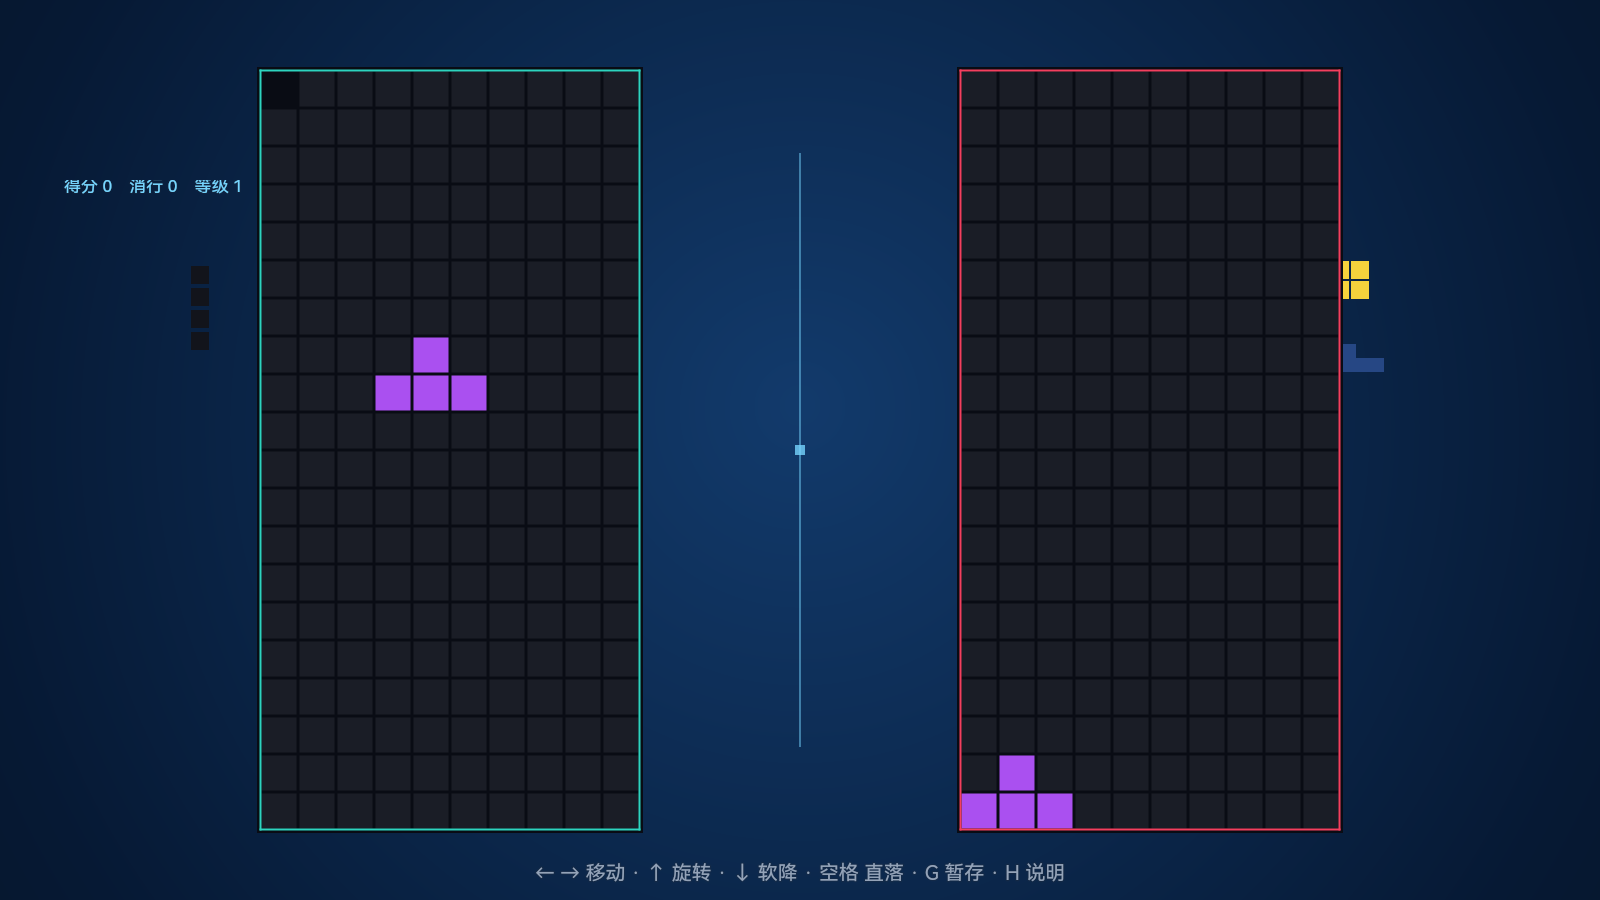 得分 0 消行 0 等级 1
← → 移动 · ↑ 旋转 · ↓ 软降 · 空格 直落 · G 暂存 · H 说明